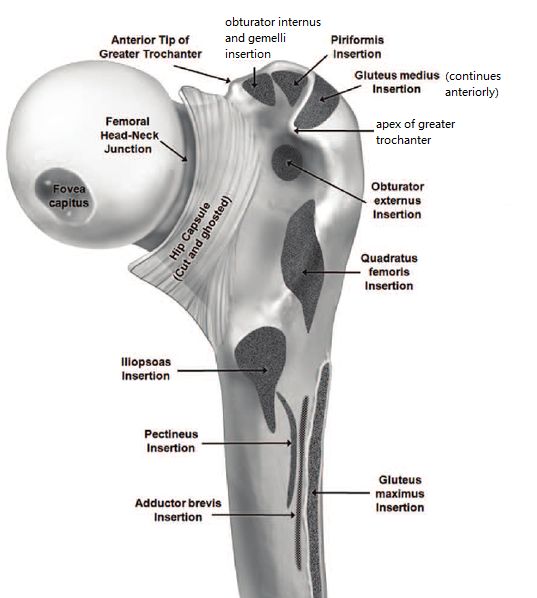 obturator internus
and gemelli
insertion
Anterior Tip of
Greater Trochanter
Piriformis
Insertion
Gluteus medius
Insertion
(continues
anteriorly)
Femoral
Head-Neck
Junction
apex of greater
trochanter
Fovea
capitus
Obturator
externus
Insertion
Hip Capsule
(Cut and ghosted)
Quadratus
femoris
Insertion
Iliopsoas
Insertion
Pectineus
Insertion
Gluteus
maximus
Insertion
Adductor brevis
Insertion